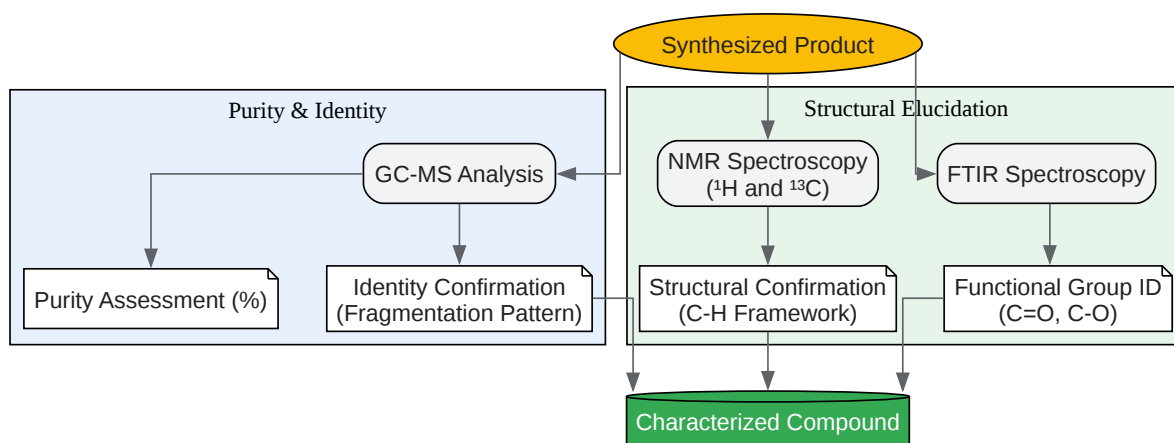 Synthesized Product
Purity & Identity
Structural Elucidation
GC-MS Analysis
NMR Spectroscopy
(¹H and ¹³C)
FTIR Spectroscopy
Purity Assessment (%)
Identity Confirmation
(Fragmentation Pattern)
Structural Confirmation
(C-H Framework)
Functional Group ID
(C=O, C-O)
Characterized Compound